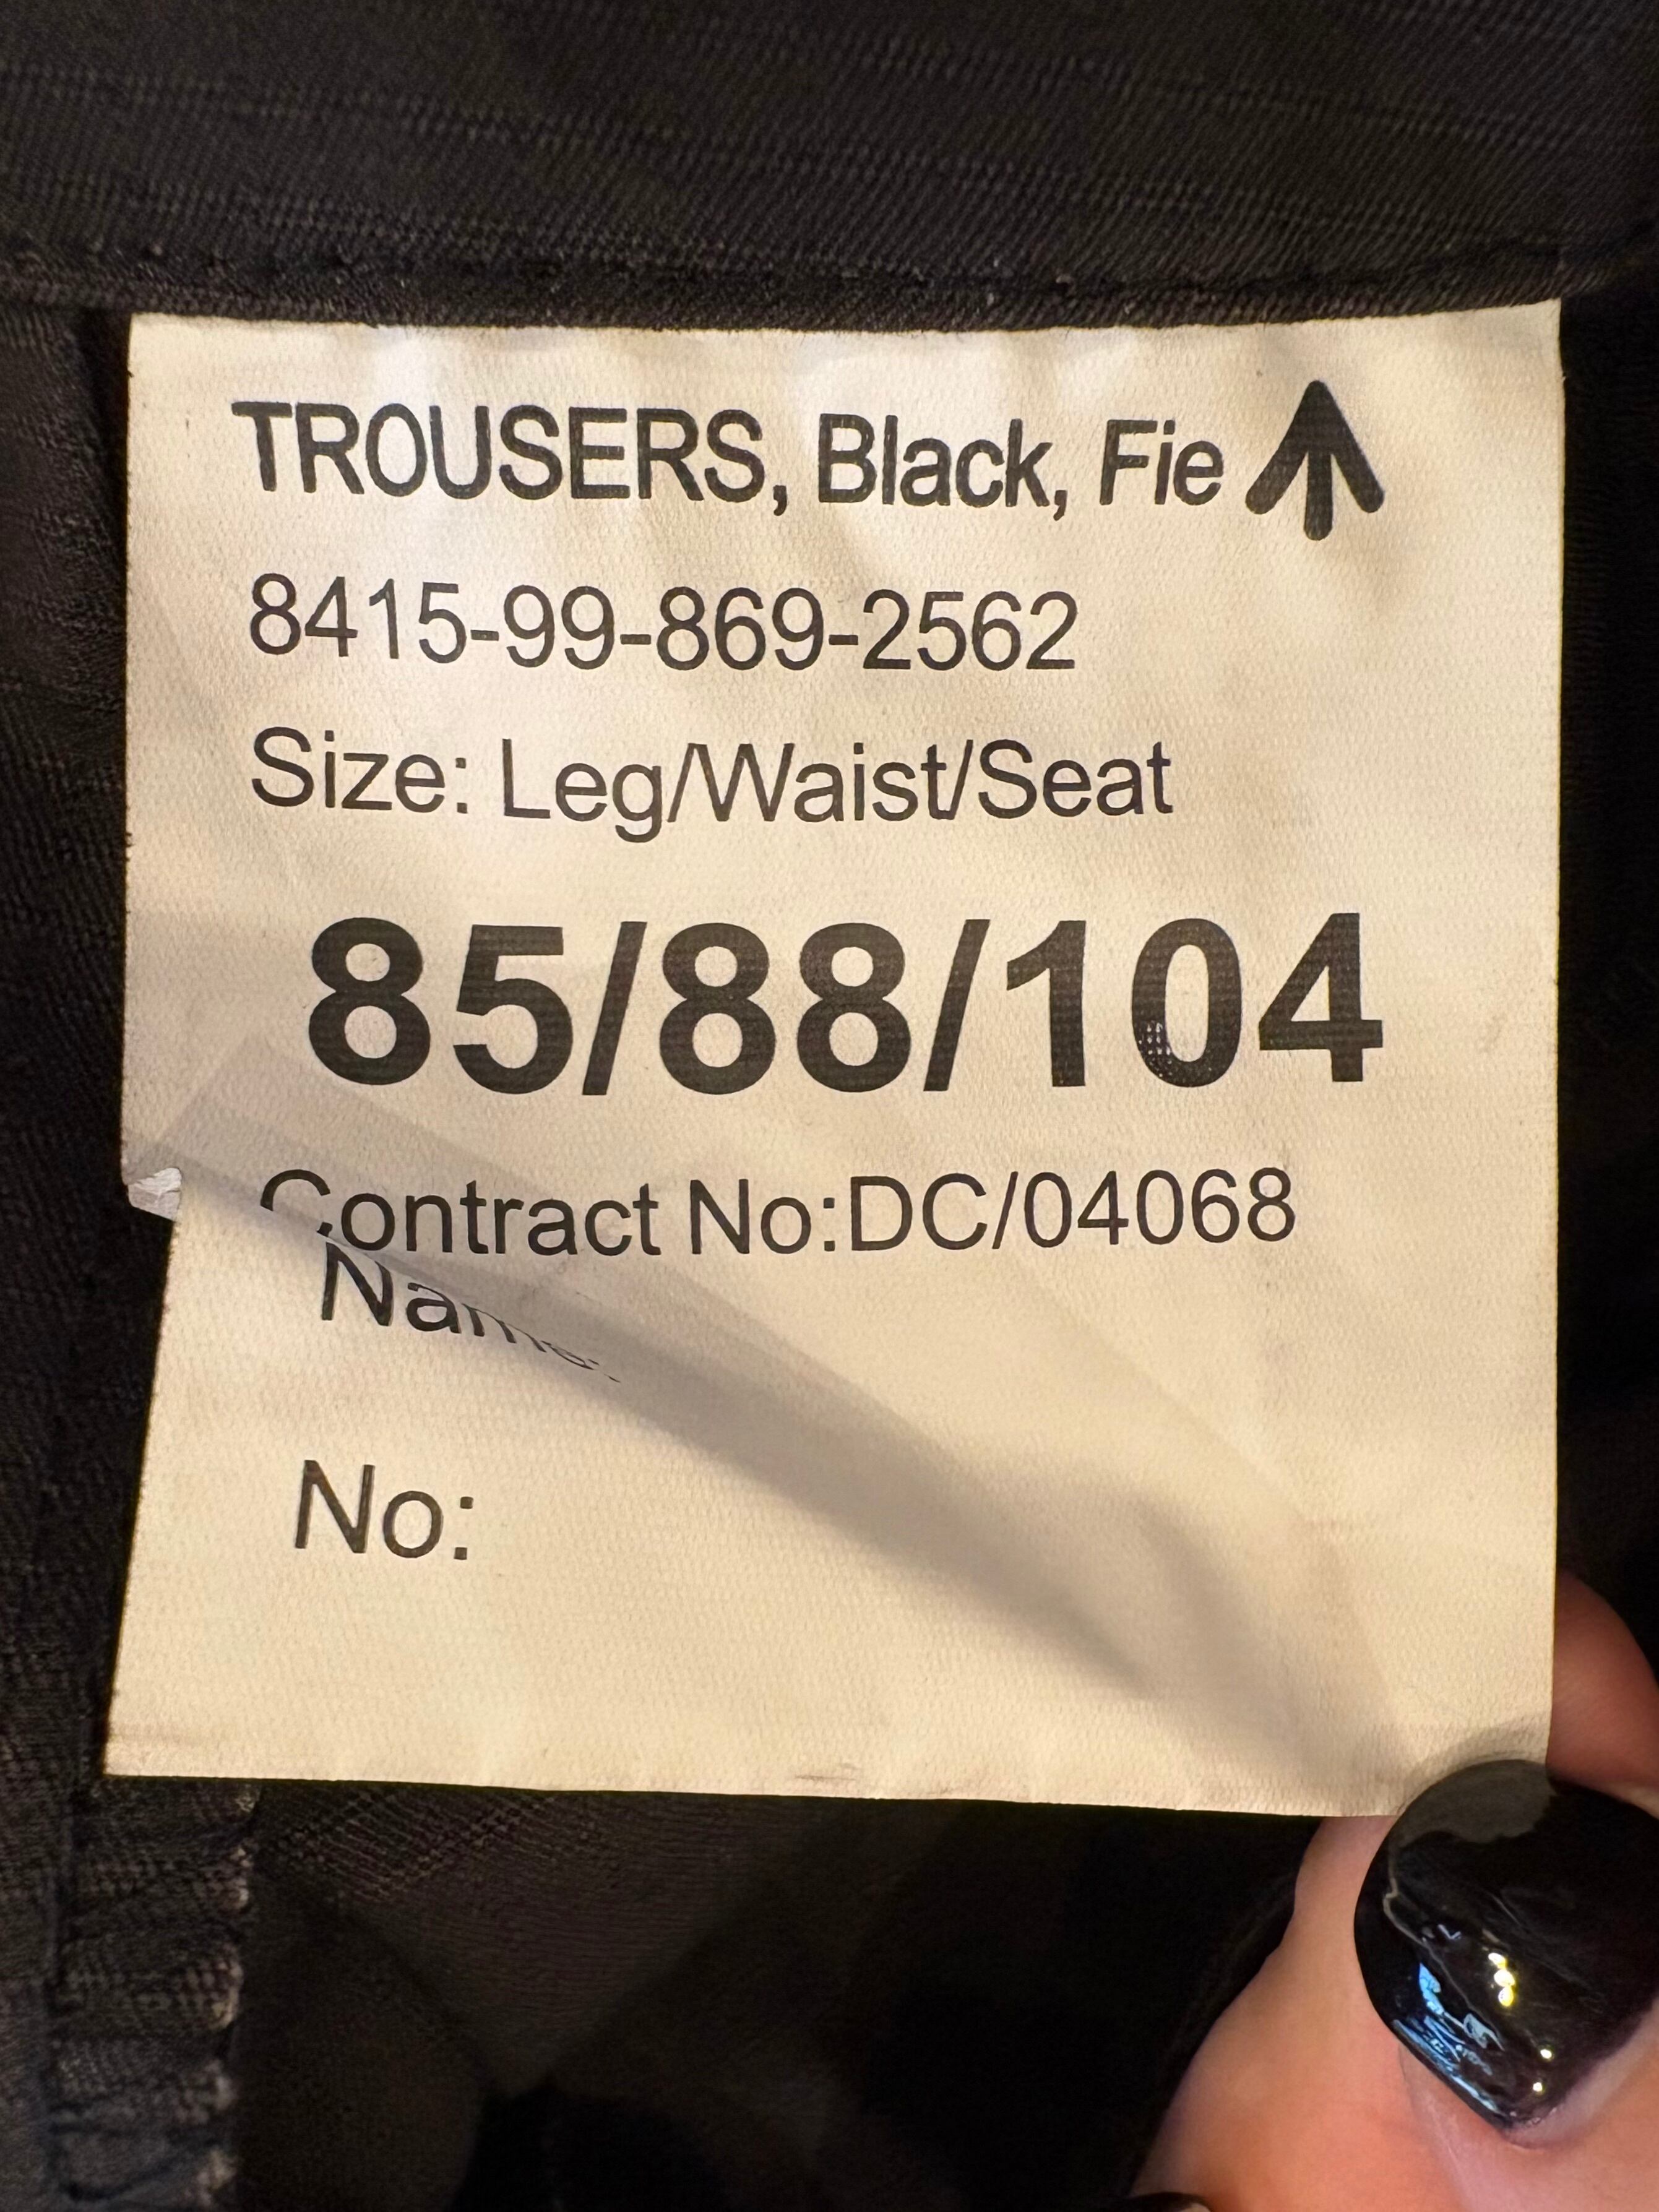 TROUSERS, Black, Fie
8415-99-869-2562
Size: Leg/Waist/Seat
85/88/104
Contract No:DC/04068
Name:
No: